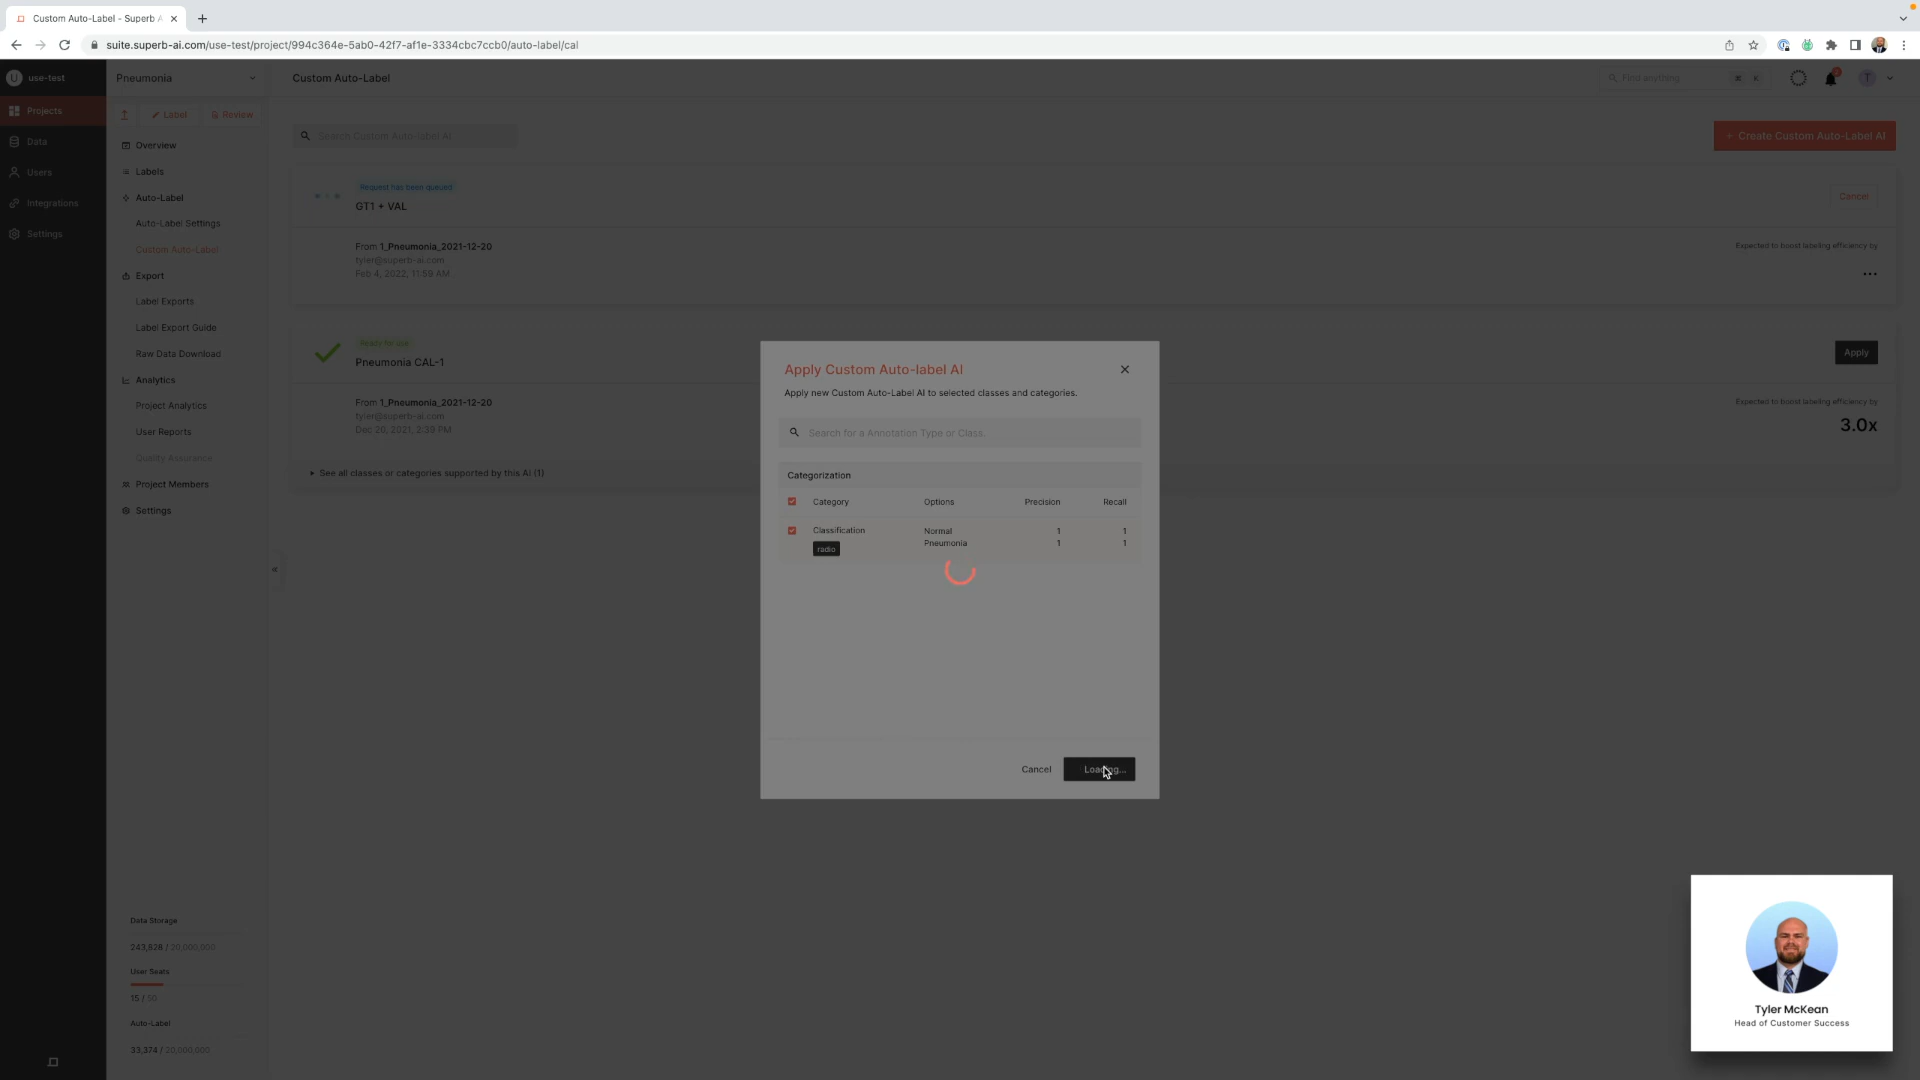 Custom Auto-Label - Superb A
suite.superb-ai.com/use-test/project/994c364e-5ab0-42f7-af1e-3334cbc7ccb0/auto-label/cal
U use-test
Projects
Data
Users
Integrations
Settings
Pneumonia
Label
Review
Overview
Labels
Auto-Label
Auto-Label Settings
Custom Auto-Label
Export
Label Exports
Label Export Guide
Raw Data Download
Analytics
Project Analytics
User Reports
Quality Assurance
Project Members
Settings
Data Storage
243,828 / 20,000,000
User Seats
15 / 50
Auto-Label
33,374 / 20,000,000
Custom Auto-Label
Find anything
⌘ K
T
Search Custom Auto-label AI
+ Create Custom Auto-Label AI
Request has been queued
GT1 + VAL
Cancel
From 1_Pneumonia_2021-12-20
tyler@superb-ai.com
Feb 4, 2022, 11:59 AM
Expected to boost labeling efficiency by
...
Ready for use
Pneumonia CAL-1
Apply
From 1_Pneumonia_2021-12-20
tyler@superb-ai.com
Dec 20, 2021, 2:39 PM
Expected to boost labeling efficiency by
3.0x
See all classes or categories supported by this AI (1)
Apply Custom Auto-label AI
Apply new Custom Auto-Label AI to selected classes and categories.
Search for a Annotation Type or Class.
Categorization
Category Options Precision Recall
Classification Normal 1 1
radio Pneumonia 1 1
Cancel
Loading...
Tyler McKean
Head of Customer Success